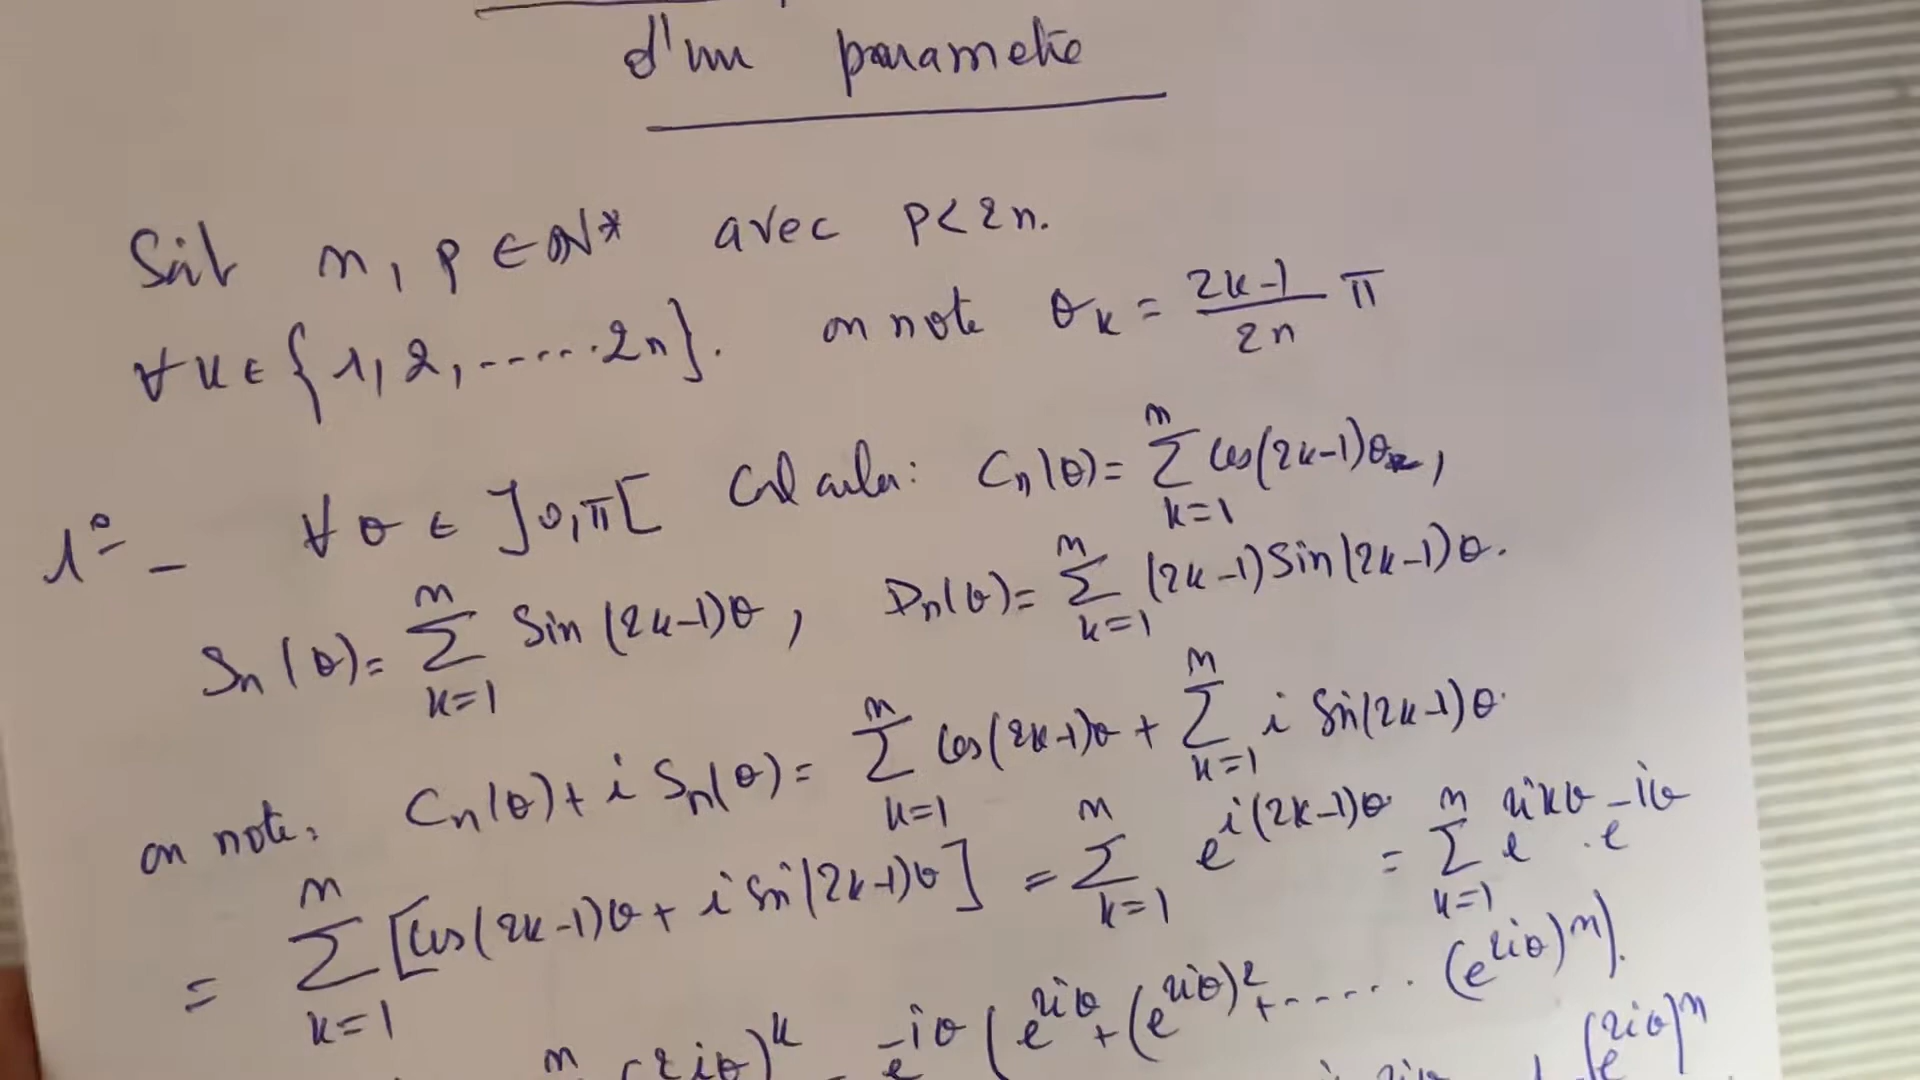 d'un parametre
Soit n, p ∈ ℕ* avec p < 2n.
∀k ∈ {1, 2, ..... 2n}. on note θ_k = (2k-1)/(2n) π
1° - ∀θ ∈ ]0, π[ Calculer : C_n(θ) = Σ_{k=1}^{n} cos(2k-1)θ,
S_n(θ) = Σ_{k=1}^{n} Sin(2k-1)θ, D_n(θ) = Σ_{k=1}^{n} (2k-1) Sin(2k-1)θ.
on note: C_n(θ) + i S_n(θ) = Σ_{k=1}^{n} cos(2k-1)θ + Σ_{k=1}^{n} i Sin(2k-1)θ.
= Σ_{k=1}^{n} [cos(2k-1)θ + i Sin(2k-1)θ] = Σ_{k=1}^{n} e^{i(2k-1)θ} = Σ_{k=1}^{n} e^{2ikθ} . e^{-iθ}
e^{-iθ} (e^{2iθ} + (e^{2iθ})^2 + ...... (e^{2iθ})^n).
(e^{2iθ})^n